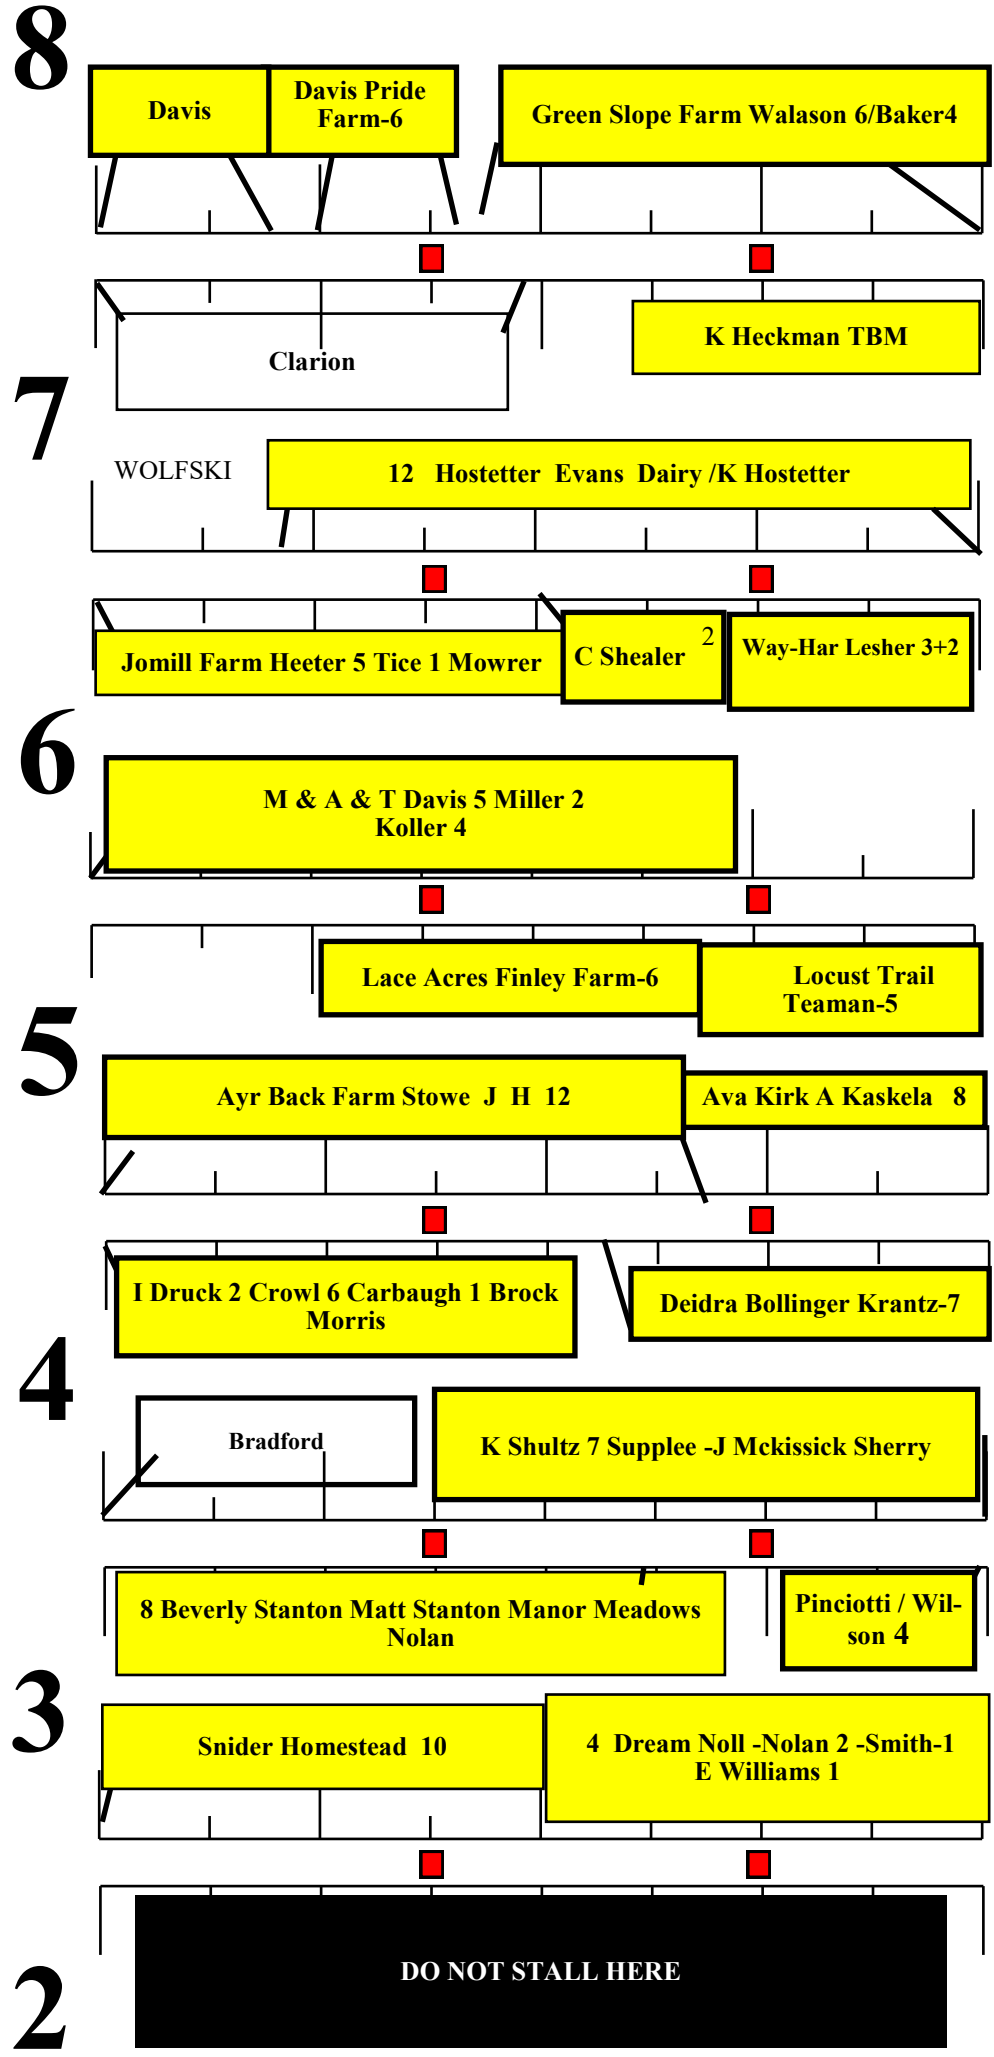 8
Davis
Davis Pride
Farm-6
Green Slope Farm Walason 6/Baker4
Clarion
K Heckman TBM
7
WOLFSKI
12 Hostetter Evans Dairy /K Hostetter
Jomill Farm Heeter 5 Tice 1 Mowrer
C Shealer 2
Way-Har Lesher 3+2
6
M & A & T Davis 5 Miller 2
Koller 4
Lace Acres Finley Farm-6
Locust Trail
Teaman-5
5
Ayr Back Farm Stowe J H 12
Ava Kirk A Kaskela 8
I Druck 2 Crowl 6 Carbaugh 1 Brock
Morris
Deidra Bollinger Krantz-7
4
Bradford
K Shultz 7 Supplee -J Mckissick Sherry
8 Beverly Stanton Matt Stanton Manor Meadows
Nolan
Pinciotti / Wil-
son 4
3
Snider Homestead 10
4 Dream Noll -Nolan 2 -Smith-1
E Williams 1
DO NOT STALL HERE
2